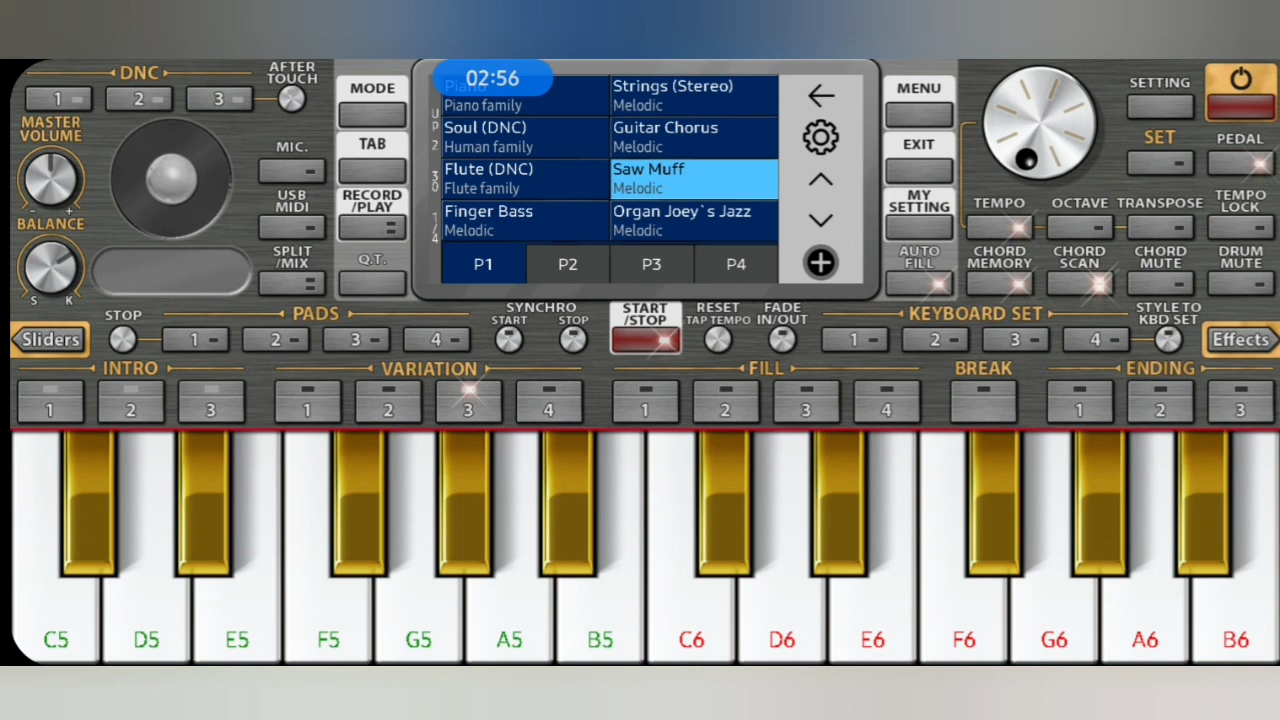 DNC
AFTER
TOUCH
1
2
3
MASTER
VOLUME
- +
BALANCE
S K
MIC.
USB
MIDI
SPLIT
/MIX
MODE
TAB
RECORD
/PLAY
Q.T.
02:56
Piano
Piano family
Strings (Stereo)
Melodic
UP2
Soul (DNC)
Human family
Guitar Chorus
Melodic
30
Flute (DNC)
Flute family
Saw Muff
Melodic
1/4
Finger Bass
Melodic
Organ Joey`s Jazz
Melodic
P1 P2 P3 P4
MENU
EXIT
MY
SETTING
AUTO
FILL
SETTING
SET
PEDAL
TEMPO OCTAVE TRANSPOSE
TEMPO
LOCK
CHORD
MEMORY
CHORD
SCAN
CHORD
MUTE
DRUM
MUTE
Sliders
STOP
PADS
1 2 3 4
SYNCHRO
START STOP
START
/STOP
RESET
TAP TEMPO
FADE
IN/OUT
KEYBOARD SET
1 2 3 4
STYLE TO
KBD SET
Effects
INTRO
1 2 3
VARIATION
1 2 3 4
FILL
1 2 3 4
BREAK
ENDING
1 2 3
C5 D5 E5 F5 G5 A5 B5 C6 D6 E6 F6 G6 A6 B6